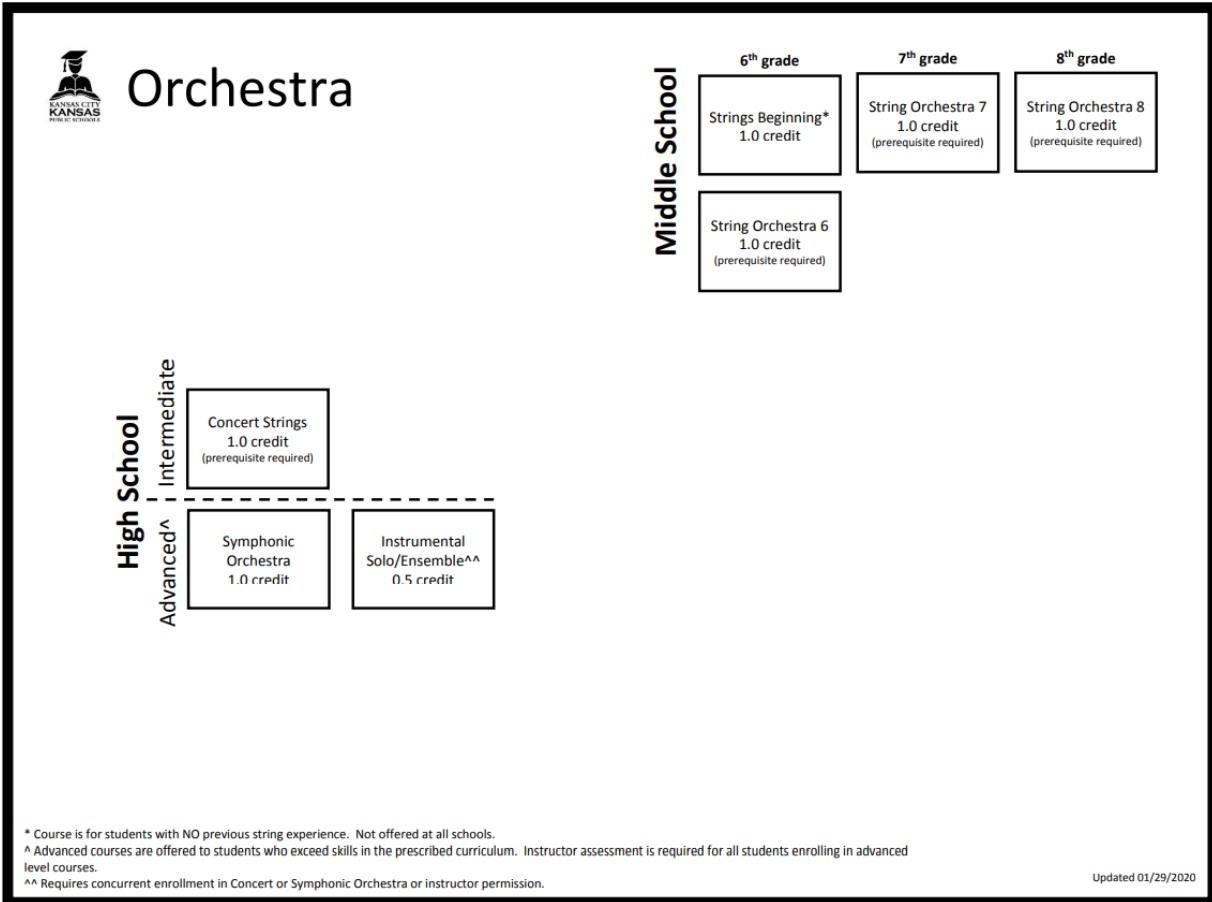 KANSAS CITY
KANSAS
PUBLIC SCHOOLS
Orchestra
Middle School
6th grade
7th grade
8th grade
Strings Beginning*
1.0 credit
String Orchestra 7
1.0 credit
(prerequisite required)
String Orchestra 8
1.0 credit
(prerequisite required)
String Orchestra 6
1.0 credit
(prerequisite required)
High School
Intermediate
Concert Strings
1.0 credit
(prerequisite required)
Advanced^
Symphonic
Orchestra
1.0 credit
Instrumental
Solo/Ensemble^^
0.5 credit
* Course is for students with NO previous string experience.  Not offered at all schools.
^ Advanced courses are offered to students who exceed skills in the prescribed curriculum.  Instructor assessment is required for all students enrolling in advanced
level courses.
^^ Requires concurrent enrollment in Concert or Symphonic Orchestra or instructor permission.
Updated 01/29/2020